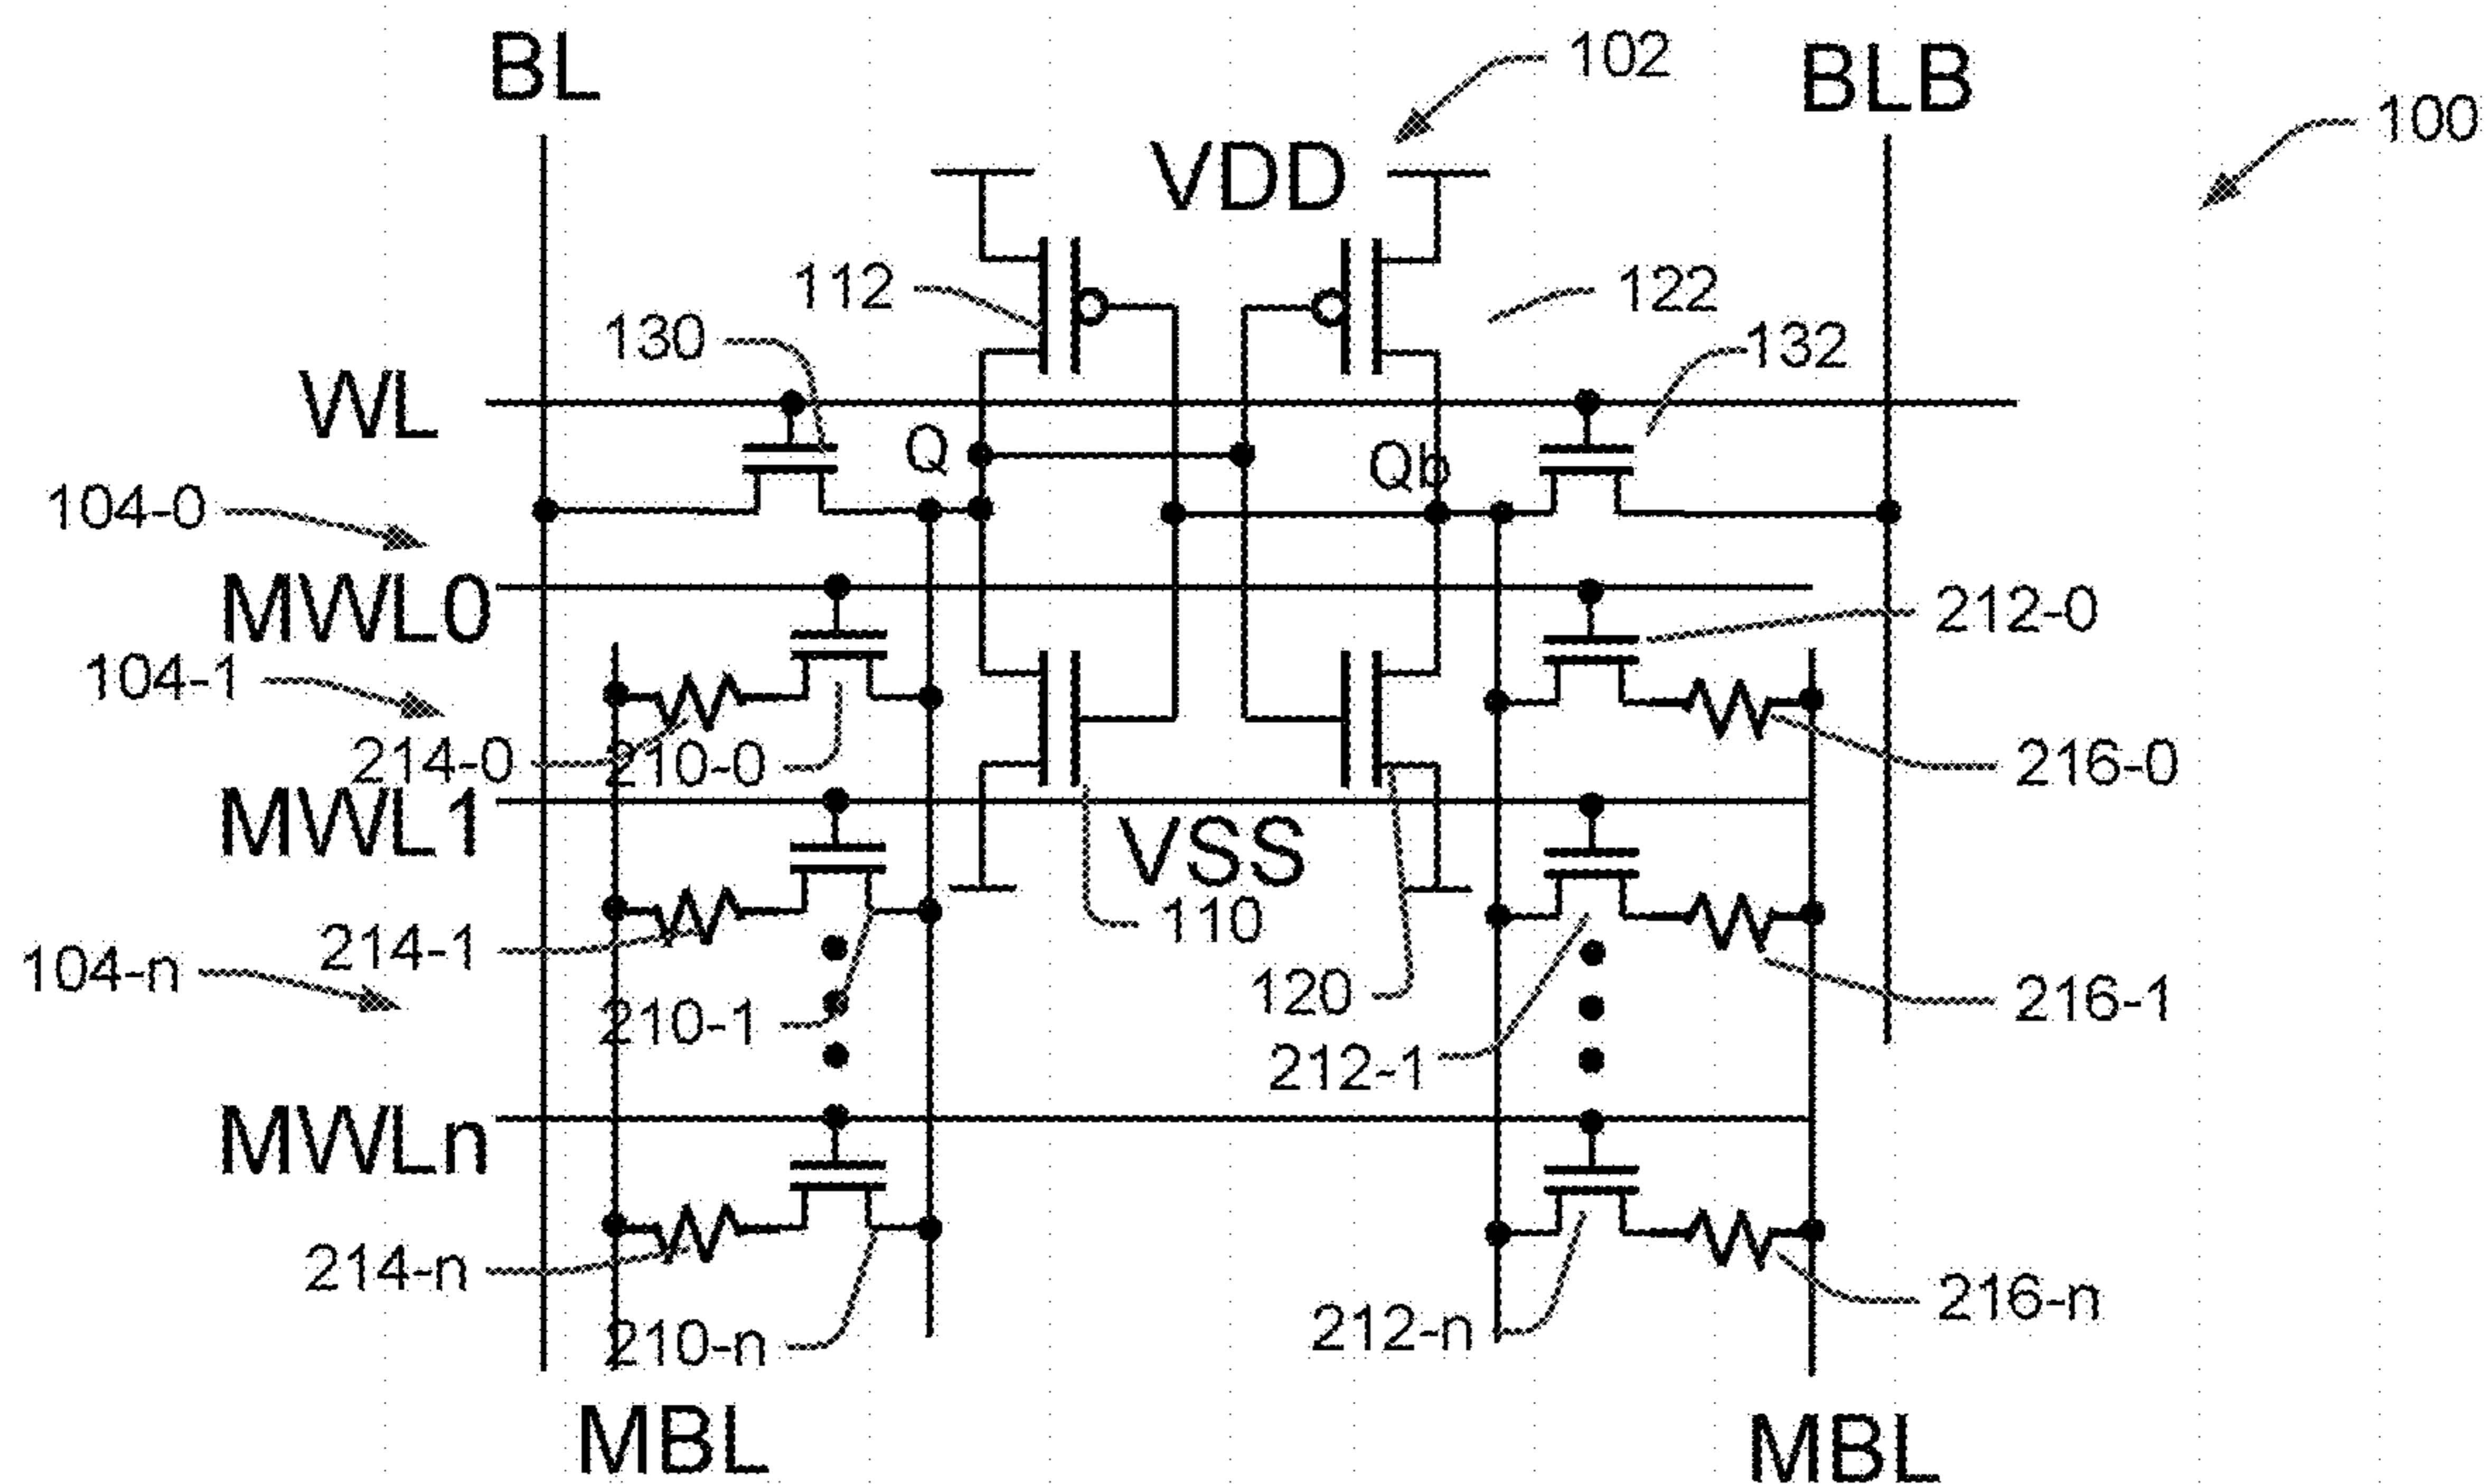 BL
102
BLB
100
VDD
112
122
130
132
WL
Q
Qb
104-0
MWL0
212-0
104-1
214-0
210-0
216-0
MWL1
VSS
110
214-1
104-n
120
216-1
210-1
212-1
MWLn
214-n
216-n
210-n
212-n
MBL
MBL